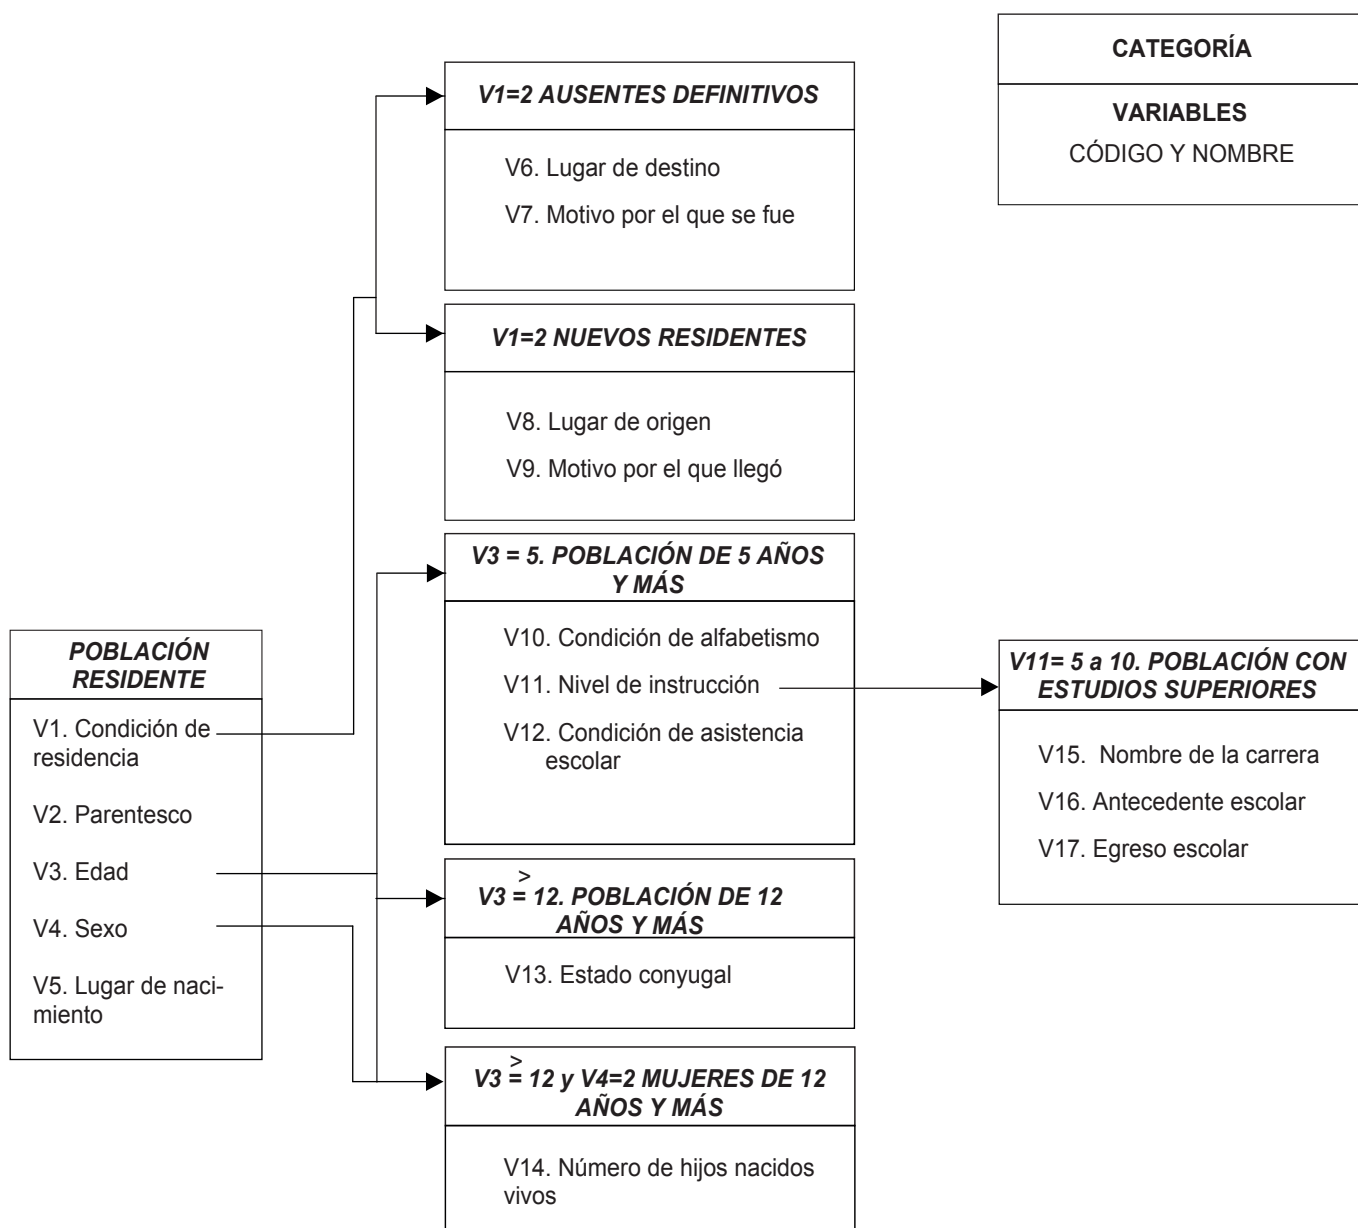 CATEGORÍA
VARIABLES
CÓDIGO Y NOMBRE
V1=2 AUSENTES DEFINITIVOS
V6. Lugar de destino
V7. Motivo por el que se fue
V1=2 NUEVOS RESIDENTES
V8. Lugar de origen
V9. Motivo por el que llegó
V3 = 5. POBLACIÓN DE 5 AÑOS
Y MÁS
V10. Condición de alfabetismo
V11. Nivel de instrucción
V12. Condición de asistencia
escolar
POBLACIÓN
RESIDENTE
V1. Condición de
residencia
V2. Parentesco
V3. Edad
V4. Sexo
V5. Lugar de naci-
miento
V11= 5 a 10. POBLACIÓN CON
ESTUDIOS SUPERIORES
V15. Nombre de la carrera
V16. Antecedente escolar
V17. Egreso escolar
>
V3 = 12. POBLACIÓN DE 12
AÑOS Y MÁS
V13. Estado conyugal
>
V3 = 12 y V4=2 MUJERES DE 12
AÑOS Y MÁS
V14. Número de hijos nacidos
vivos